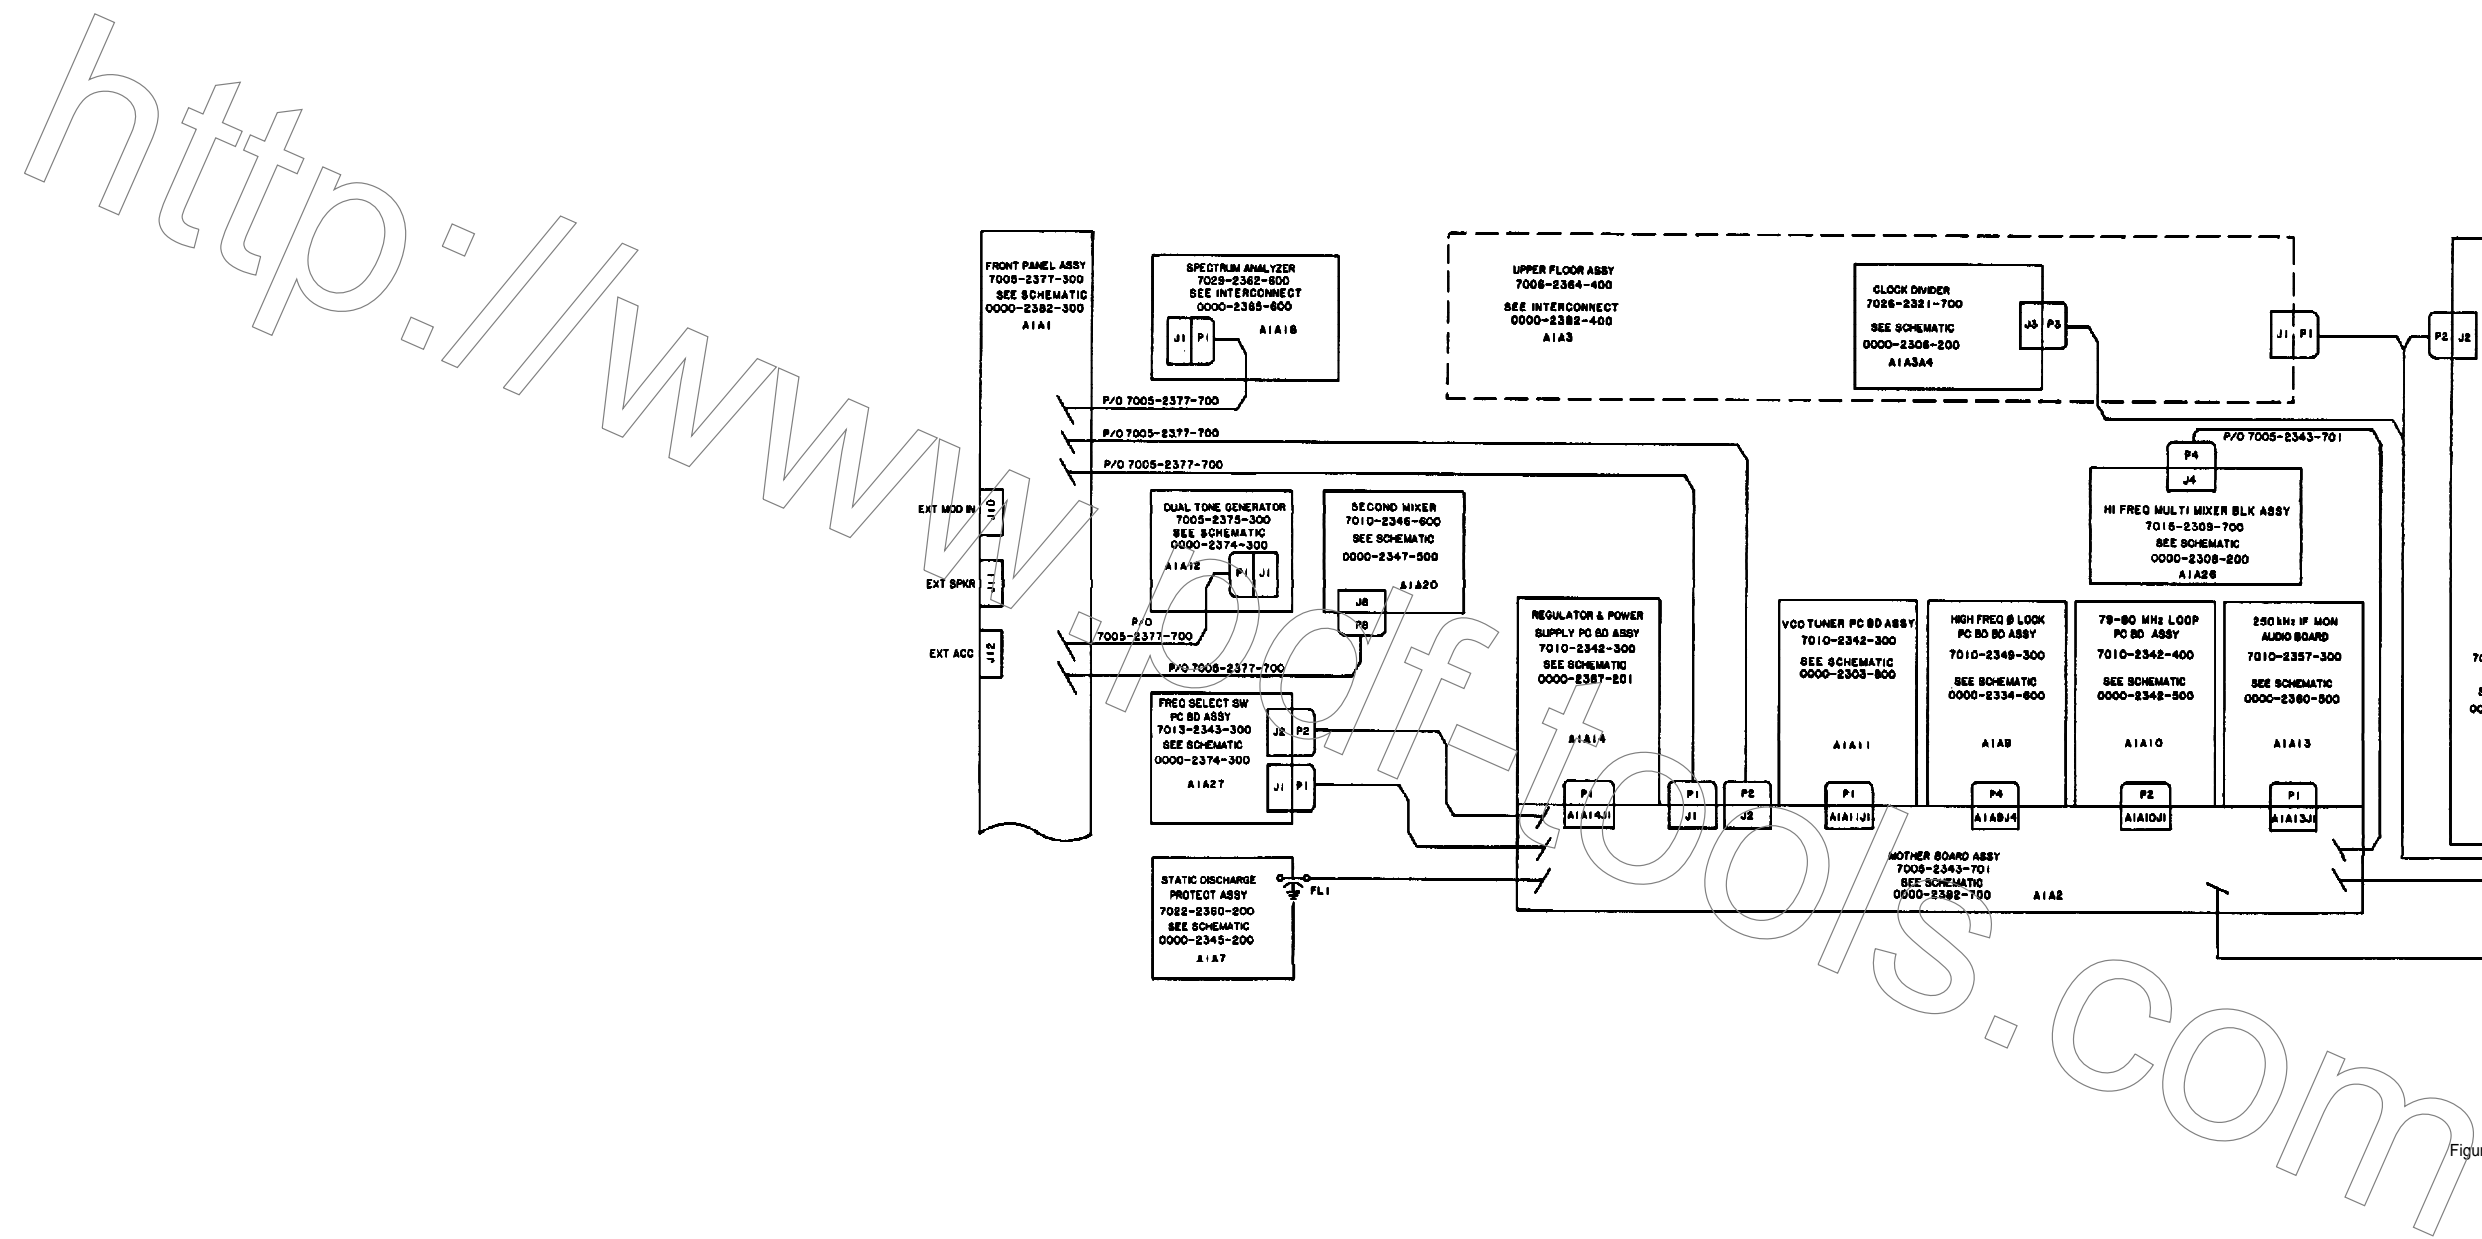 http://www.pdf-tools.com
FRONT PANEL ASSY
7005-2377-300
SEE SCHEMATIC
0000-2382-300
A1A1
EXT MOD IN
J10
EXT SPKR
J11
EXT ACC
J12
SPECTRUM ANALYZER
7029-2362-600
SEE INTERCONNECT
0000-2365-600
A1A18
J1 P1
P/O 7005-2377-700
P/O 7005-2377-700
P/O 7005-2377-700
DUAL TONE GENERATOR
7005-2375-300
SEE SCHEMATIC
0000-2374-300
A1A12
P1 J1
P/O
7005-2377-700
SECOND MIXER
7010-2346-600
SEE SCHEMATIC
0000-2347-500
A1A20
J8
P8
P/O 7005-2377-700
FREQ SELECT SW
PC BD ASSY
7013-2343-300
SEE SCHEMATIC
0000-2374-300
A1A27
J2 P2
J1 P1
STATIC DISCHARGE
PROTECT ASSY
7022-2360-200
SEE SCHEMATIC
0000-2345-200
A1A7
FL1
UPPER FLOOR ASSY
7006-2364-400
SEE INTERCONNECT
0000-2382-400
A1A3
CLOCK DIVIDER
7026-2321-700
SEE SCHEMATIC
0000-2306-200
A1A3A4
J3 P3
J1 P1
P2 J2
P/O 7005-2343-701
P4
J4
HI FREQ MULTI MIXER BLK ASSY
7015-2309-700
SEE SCHEMATIC
0000-2308-200
A1A26
REGULATOR & POWER
SUPPLY PC BD ASSY
7010-2342-300
SEE SCHEMATIC
0000-2367-201
A1A14
P1
A1A14J1
P1
J1
P2
J2
VCO TUNER PC BD ASSY
7010-2342-300
SEE SCHEMATIC
0000-2303-800
A1A11
P1
A1A11J1
HIGH FREQ Ø LOCK
PC BD BD ASSY
7010-2349-300
SEE SCHEMATIC
0000-2334-600
A1A9
P4
A1A9J4
79-80 MHz LOOP
PC BD ASSY
7010-2342-400
SEE SCHEMATIC
0000-2342-500
A1A10
P2
A1A10J1
250 kHz IF MON
AUDIO BOARD
7010-2357-300
SEE SCHEMATIC
0000-2360-500
A1A13
P1
A1A13J1
MOTHER BOARD ASSY
7005-2343-701
SEE SCHEMATIC
0000-2382-700
A1A2
Figur